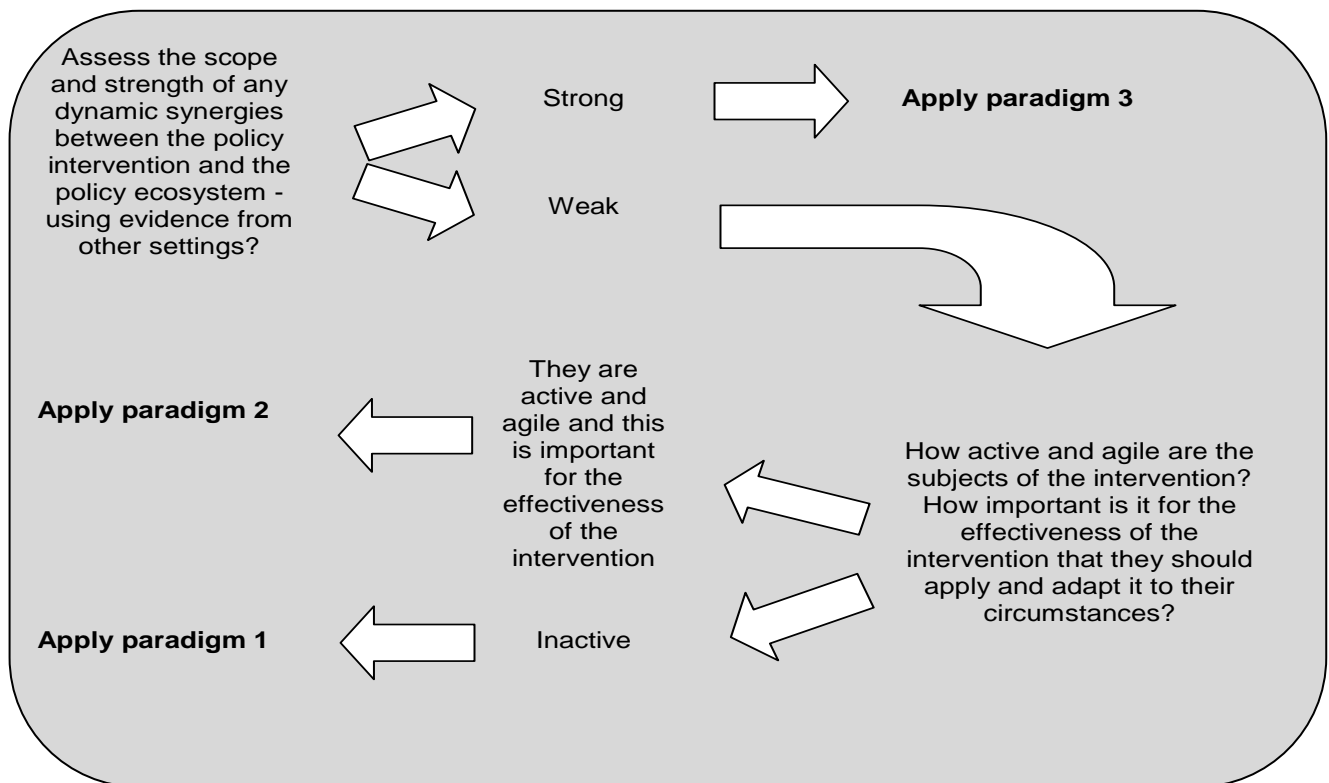 Assess the scope
and strength of any
dynamic synergies
between the policy
intervention and the
policy ecosystem -
using evidence from
other settings?
Strong
Apply paradigm 3
Weak
How active and agile are the
subjects of the intervention?
How important is it for the
effectiveness of the
intervention that they should
apply and adapt it to their
circumstances?
They are
active and
agile and this
is important
for the
effectiveness
of the
intervention
Apply paradigm 2
Inactive
Apply paradigm 1